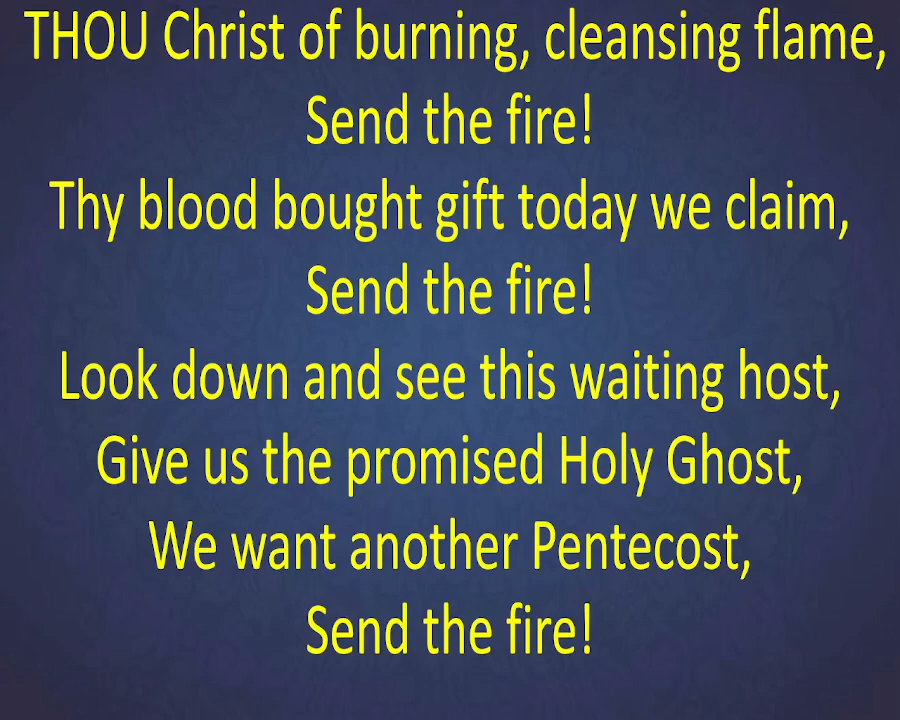 THOU Christ of burning, cleansing flame,
Send the fire!
Thy blood bought gift today we claim,
Send the fire!
Look down and see this waiting host,
Give us the promised Holy Ghost,
We want another Pentecost,
Send the fire!